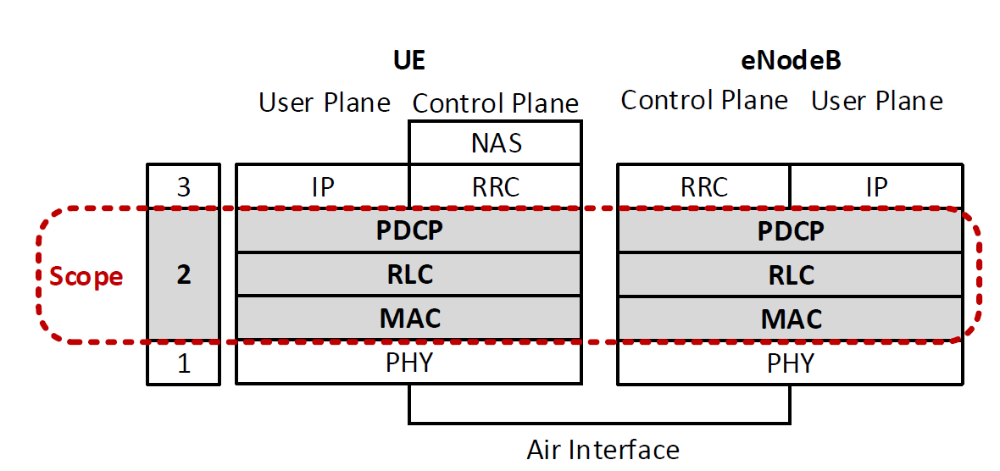 UE
eNodeB
User Plane
Control Plane
Control Plane
User Plane
NAS
3
IP
RRC
RRC
IP
PDCP
PDCP
Scope
2
RLC
RLC
MAC
MAC
1
PHY
PHY
Air Interface